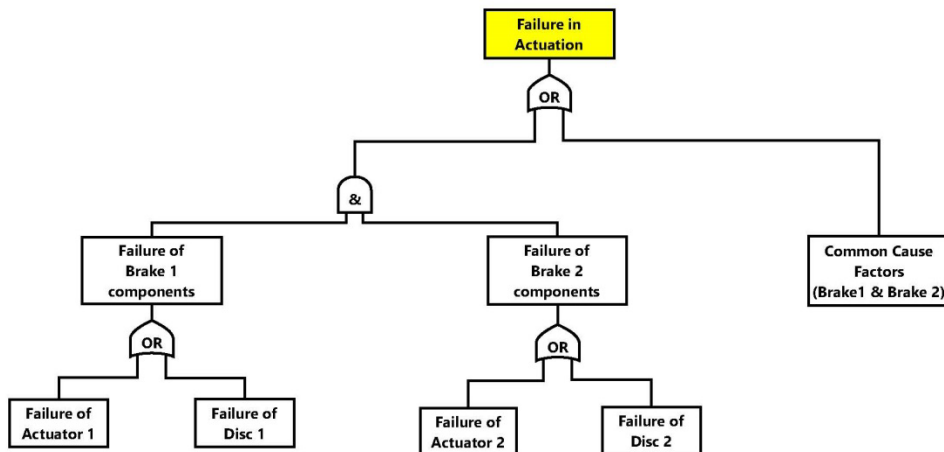 Failure in
Actuation
OR
&
Failure of
Brake 1
components
Failure of
Brake 2
components
Common Cause
Factors
(Brake1 & Brake 2)
OR
OR
Failure of
Actuator 1
Failure of
Disc 1
Failure of
Actuator 2
Failure of
Disc 2